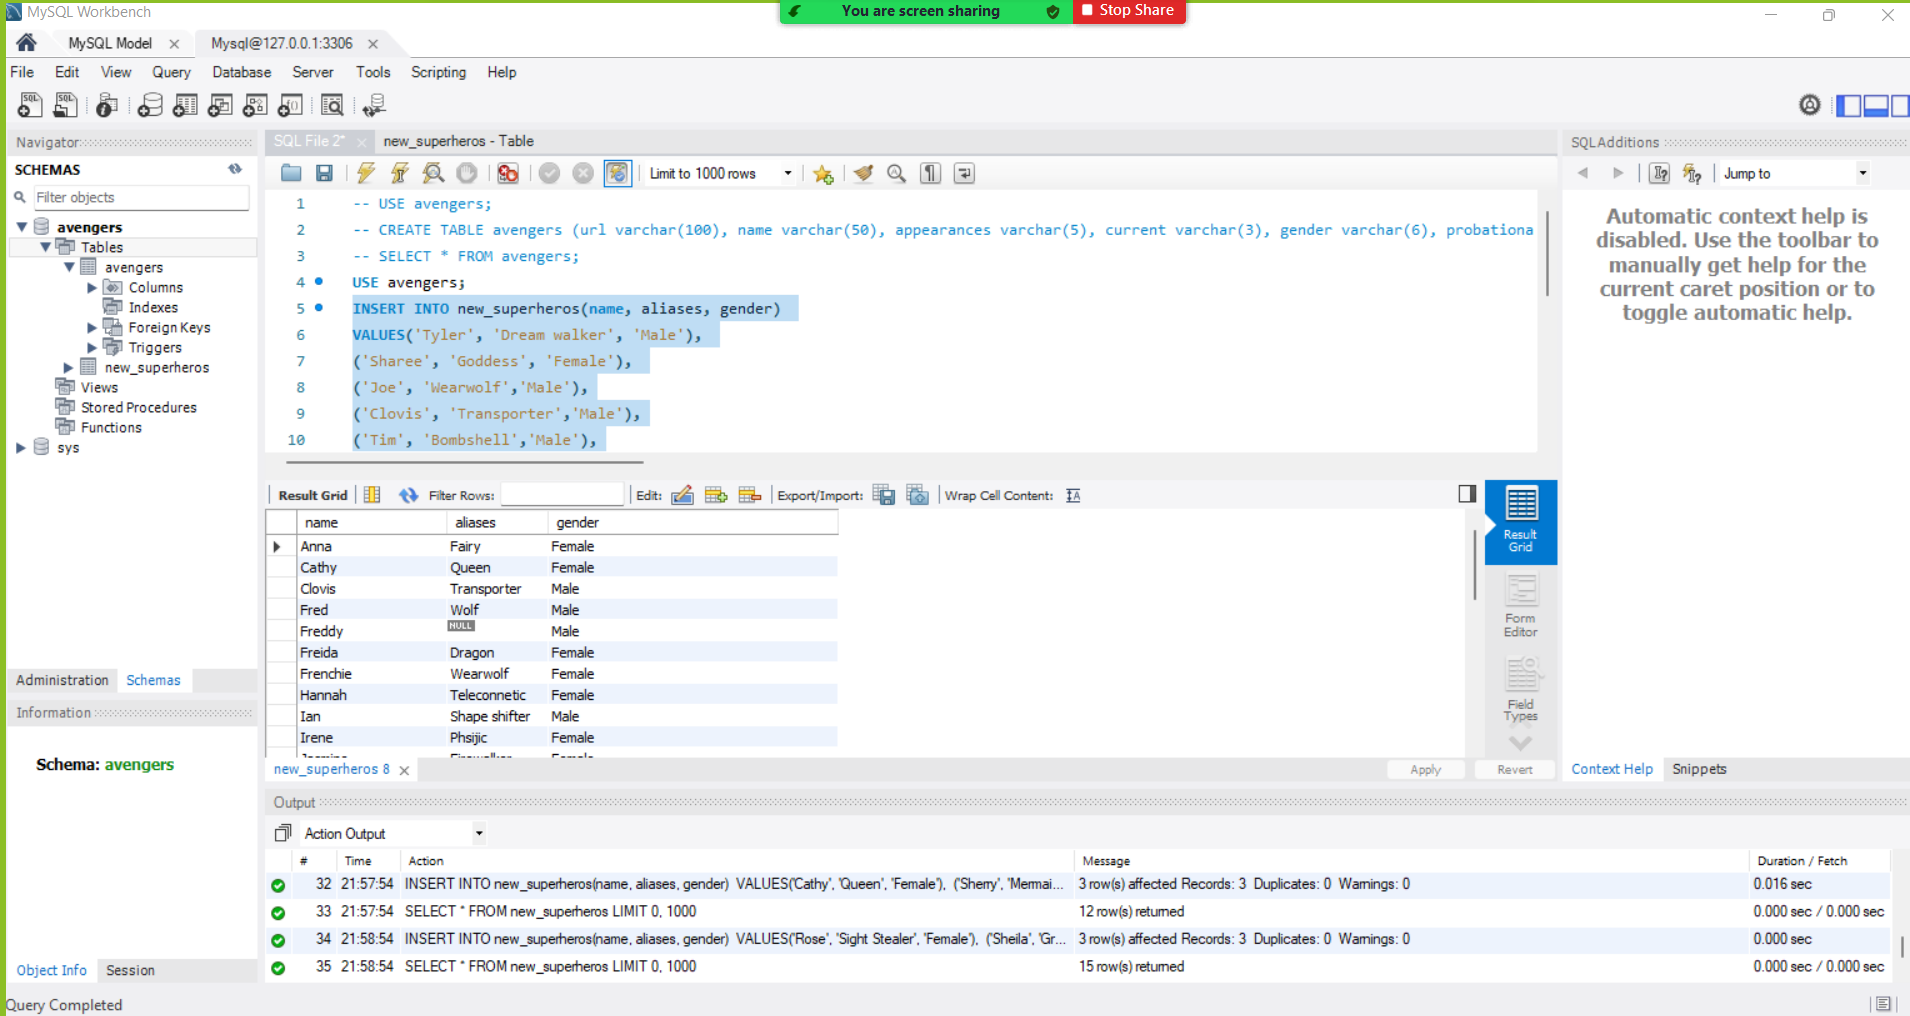 MySQL Workbench
You are screen sharing
Stop Share
MySQL Model
Mysql@127.0.0.1:3306
File Edit View Query Database Server Tools Scripting Help
Navigator
SCHEMAS
Filter objects
avengers
Tables
avengers
Columns
Indexes
Foreign Keys
Triggers
new_superheros
Views
Stored Procedures
Functions
sys
Administration Schemas
Information
Schema: avengers
Object Info Session
Query Completed
SQL File 2*
new_superheros - Table
Limit to 1000 rows
1 -- USE avengers;
2 -- CREATE TABLE avengers (url varchar(100), name varchar(50), appearances varchar(5), current varchar(3), gender varchar(6), probationa
3 -- SELECT * FROM avengers;
4 USE avengers;
5 INSERT INTO new_superheros(name, aliases, gender)
6 VALUES('Tyler', 'Dream walker', 'Male'),
7 ('Sharee', 'Goddess', 'Female'),
8 ('Joe', 'Wearwolf','Male'),
9 ('Clovis', 'Transporter','Male'),
10 ('Tim', 'Bombshell','Male'),
Result Grid Filter Rows: Edit: Export/Import: Wrap Cell Content:
name aliases gender
Anna Fairy Female
Cathy Queen Female
Clovis Transporter Male
Fred Wolf Male
Freddy NULL Male
Freida Dragon Female
Frenchie Wearwolf Female
Hannah Teleconnetic Female
Ian Shape shifter Male
Irene Phsijic Female
new_superheros 8
Apply Revert
Result Grid
Form Editor
Field Types
SQLAdditions
Jump to
Automatic context help is
disabled. Use the toolbar to
manually get help for the
current caret position or to
toggle automatic help.
Context Help Snippets
Output
Action Output
# Time Action Message Duration / Fetch
32 21:57:54 INSERT INTO new_superheros(name, aliases, gender) VALUES('Cathy', 'Queen', 'Female'), ('Sherry', 'Mermai... 3 row(s) affected Records: 3 Duplicates: 0 Warnings: 0 0.016 sec
33 21:57:54 SELECT * FROM new_superheros LIMIT 0, 1000 12 row(s) returned 0.000 sec / 0.000 sec
34 21:58:54 INSERT INTO new_superheros(name, aliases, gender) VALUES('Rose', 'Sight Stealer', 'Female'), ('Sheila', 'Gr... 3 row(s) affected Records: 3 Duplicates: 0 Warnings: 0 0.000 sec
35 21:58:54 SELECT * FROM new_superheros LIMIT 0, 1000 15 row(s) returned 0.000 sec / 0.000 sec